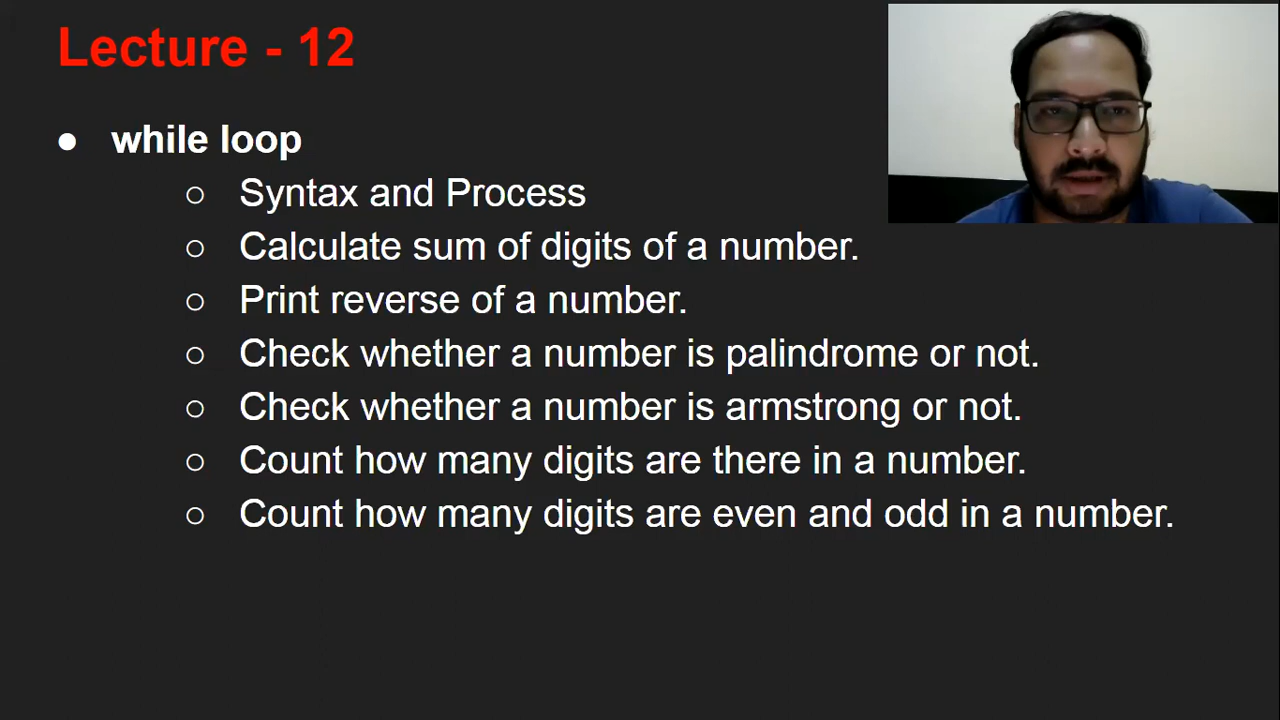 Lecture - 12
● while loop
○ Syntax and Process
○ Calculate sum of digits of a number.
○ Print reverse of a number.
○ Check whether a number is palindrome or not.
○ Check whether a number is armstrong or not.
○ Count how many digits are there in a number.
○ Count how many digits are even and odd in a number.